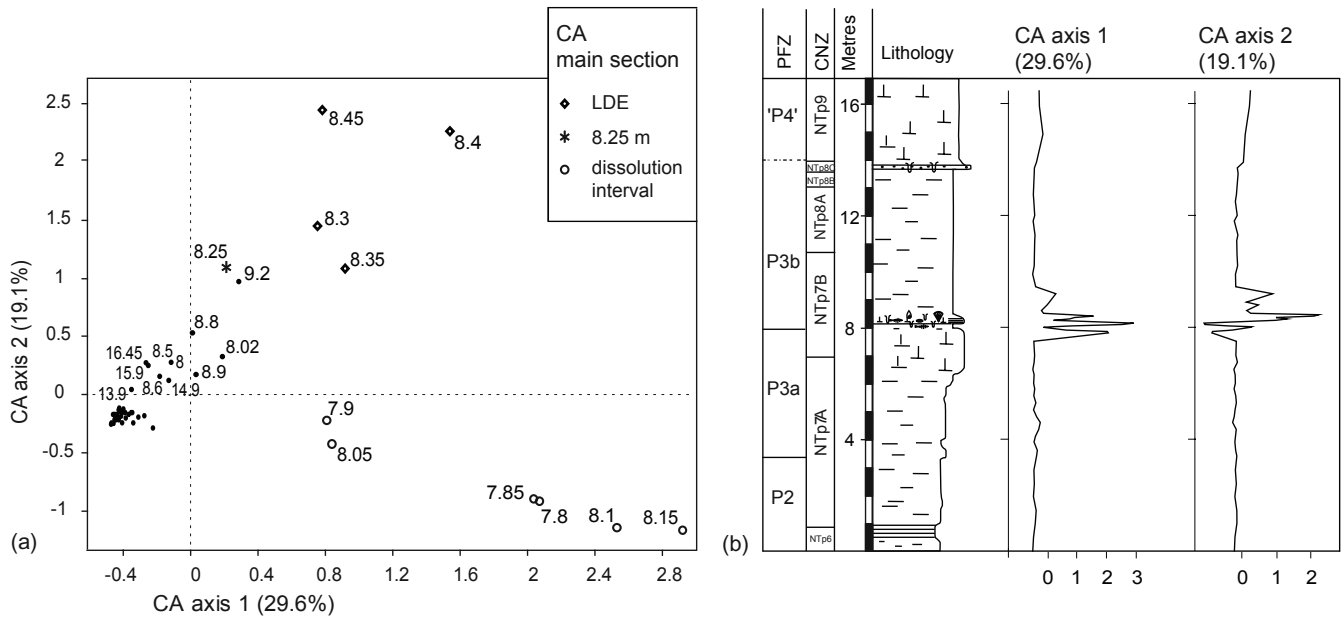 CA
main section
LDE
8.25 m
dissolution
interval
CA axis 2 (19.1%)
2.5
2
1.5
1
0.5
0
-0.5
-1
8.45
8.4
8.3
8.35
8.25
9.2
8.8
8.02
16.45
8.5
8
15.9
8.6
14.9
8.9
13.9
7.9
8.05
7.85
7.8
8.1
8.15
(a)
-0.4
0
0.4
0.8
1.2
1.6
2
2.4
2.8
CA axis 1 (29.6%)
PFZ
CNZ
Metres
Lithology
CA axis 1
(29.6%)
CA axis 2
(19.1%)
'P4'
P3b
P3a
P2
NTp9
NTp8C
NTp8B
NTp8A
NTp7B
NTp7A
NTp6
16
12
8
4
(b)
0 1 2 3
0 1 2